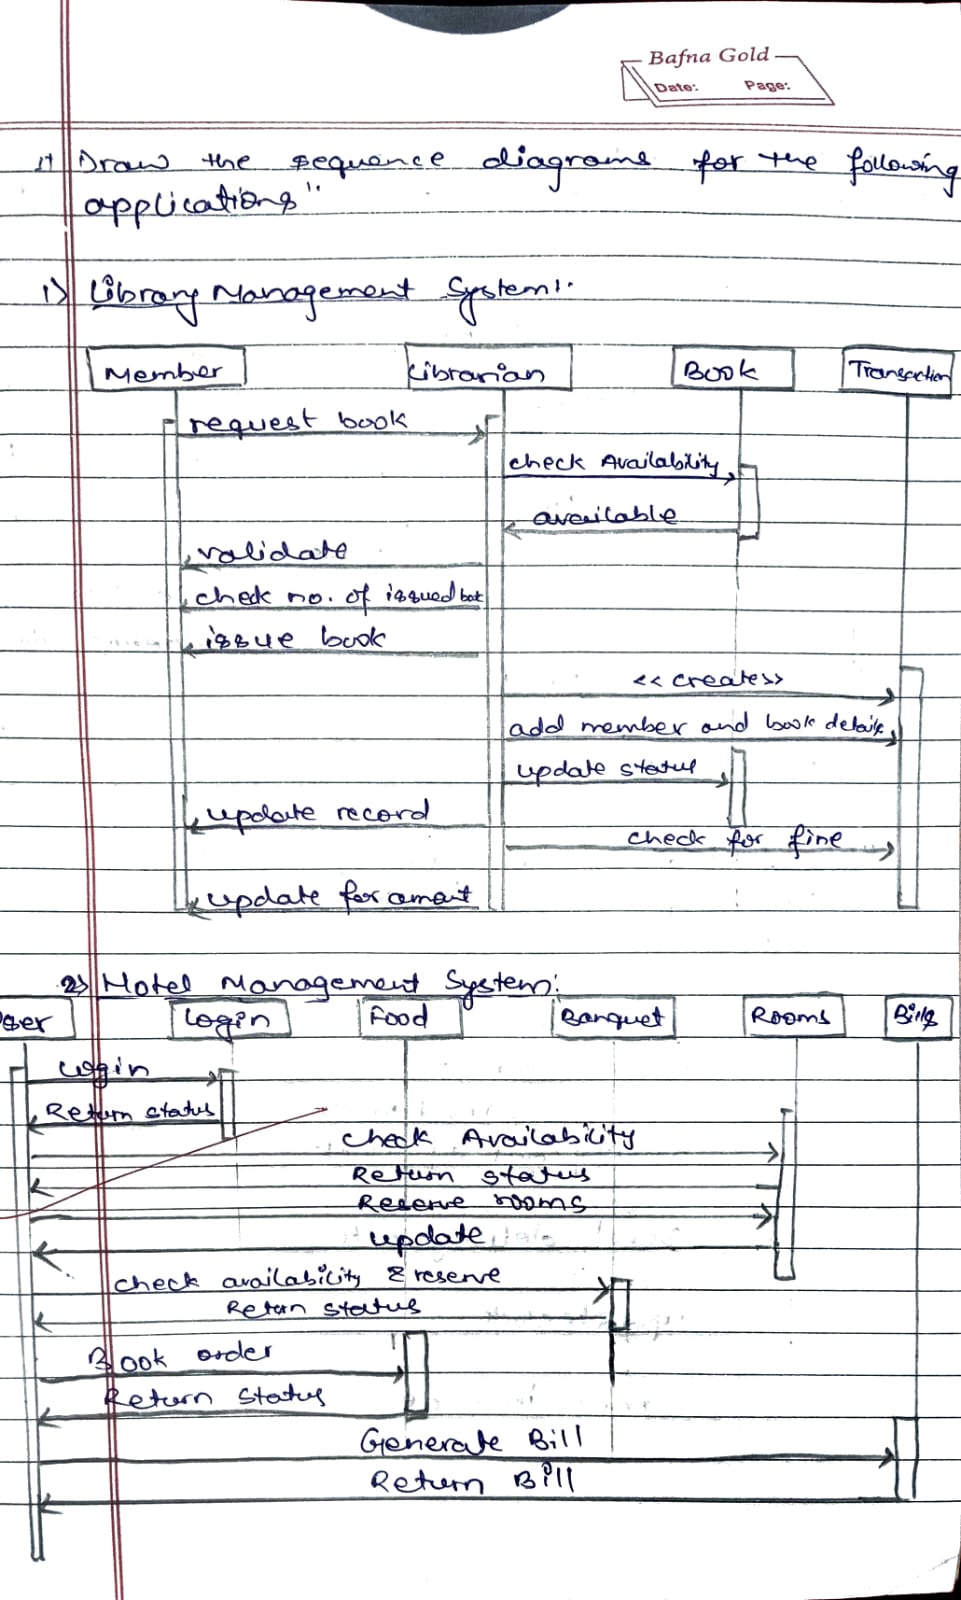 Bafna Gold
Date: Page:
1) Draw the sequence diagrams for the following
applications"
1) Library Management System:
Member Librarian Book Transaction
request book
check Availability
available
validate
check no. of issued
issue book
<<creates>>
add member and book details
update status
update record
check for fine
update for
2) Hotel Management System:
ser Login Food Banquet Rooms Bills
Login
Return status
Check Availability
Return status
Reserve rooms
update
check availability & reserve
Retun status
Book order
Return status
Generate Bill
Return Bill